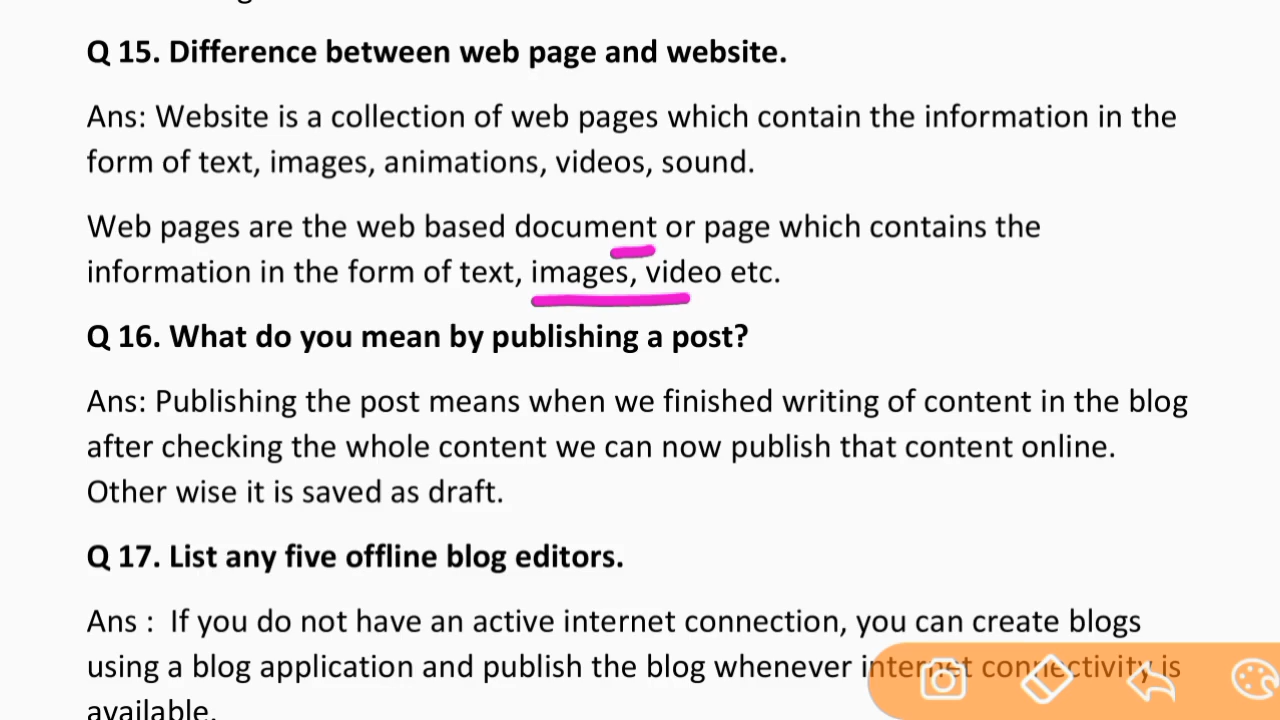 Q 15. Difference between web page and website.
Ans: Website is a collection of web pages which contain the information in the
form of text, images, animations, videos, sound.
Web pages are the web based document or page which contains the
information in the form of text, images, video etc.
Q 16. What do you mean by publishing a post?
Ans: Publishing the post means when we finished writing of content in the blog
after checking the whole content we can now publish that content online.
Other wise it is saved as draft.
Q 17. List any five offline blog editors.
Ans : If you do not have an active internet connection, you can create blogs
using a blog application and publish the blog whenever internet connectivity is
available.